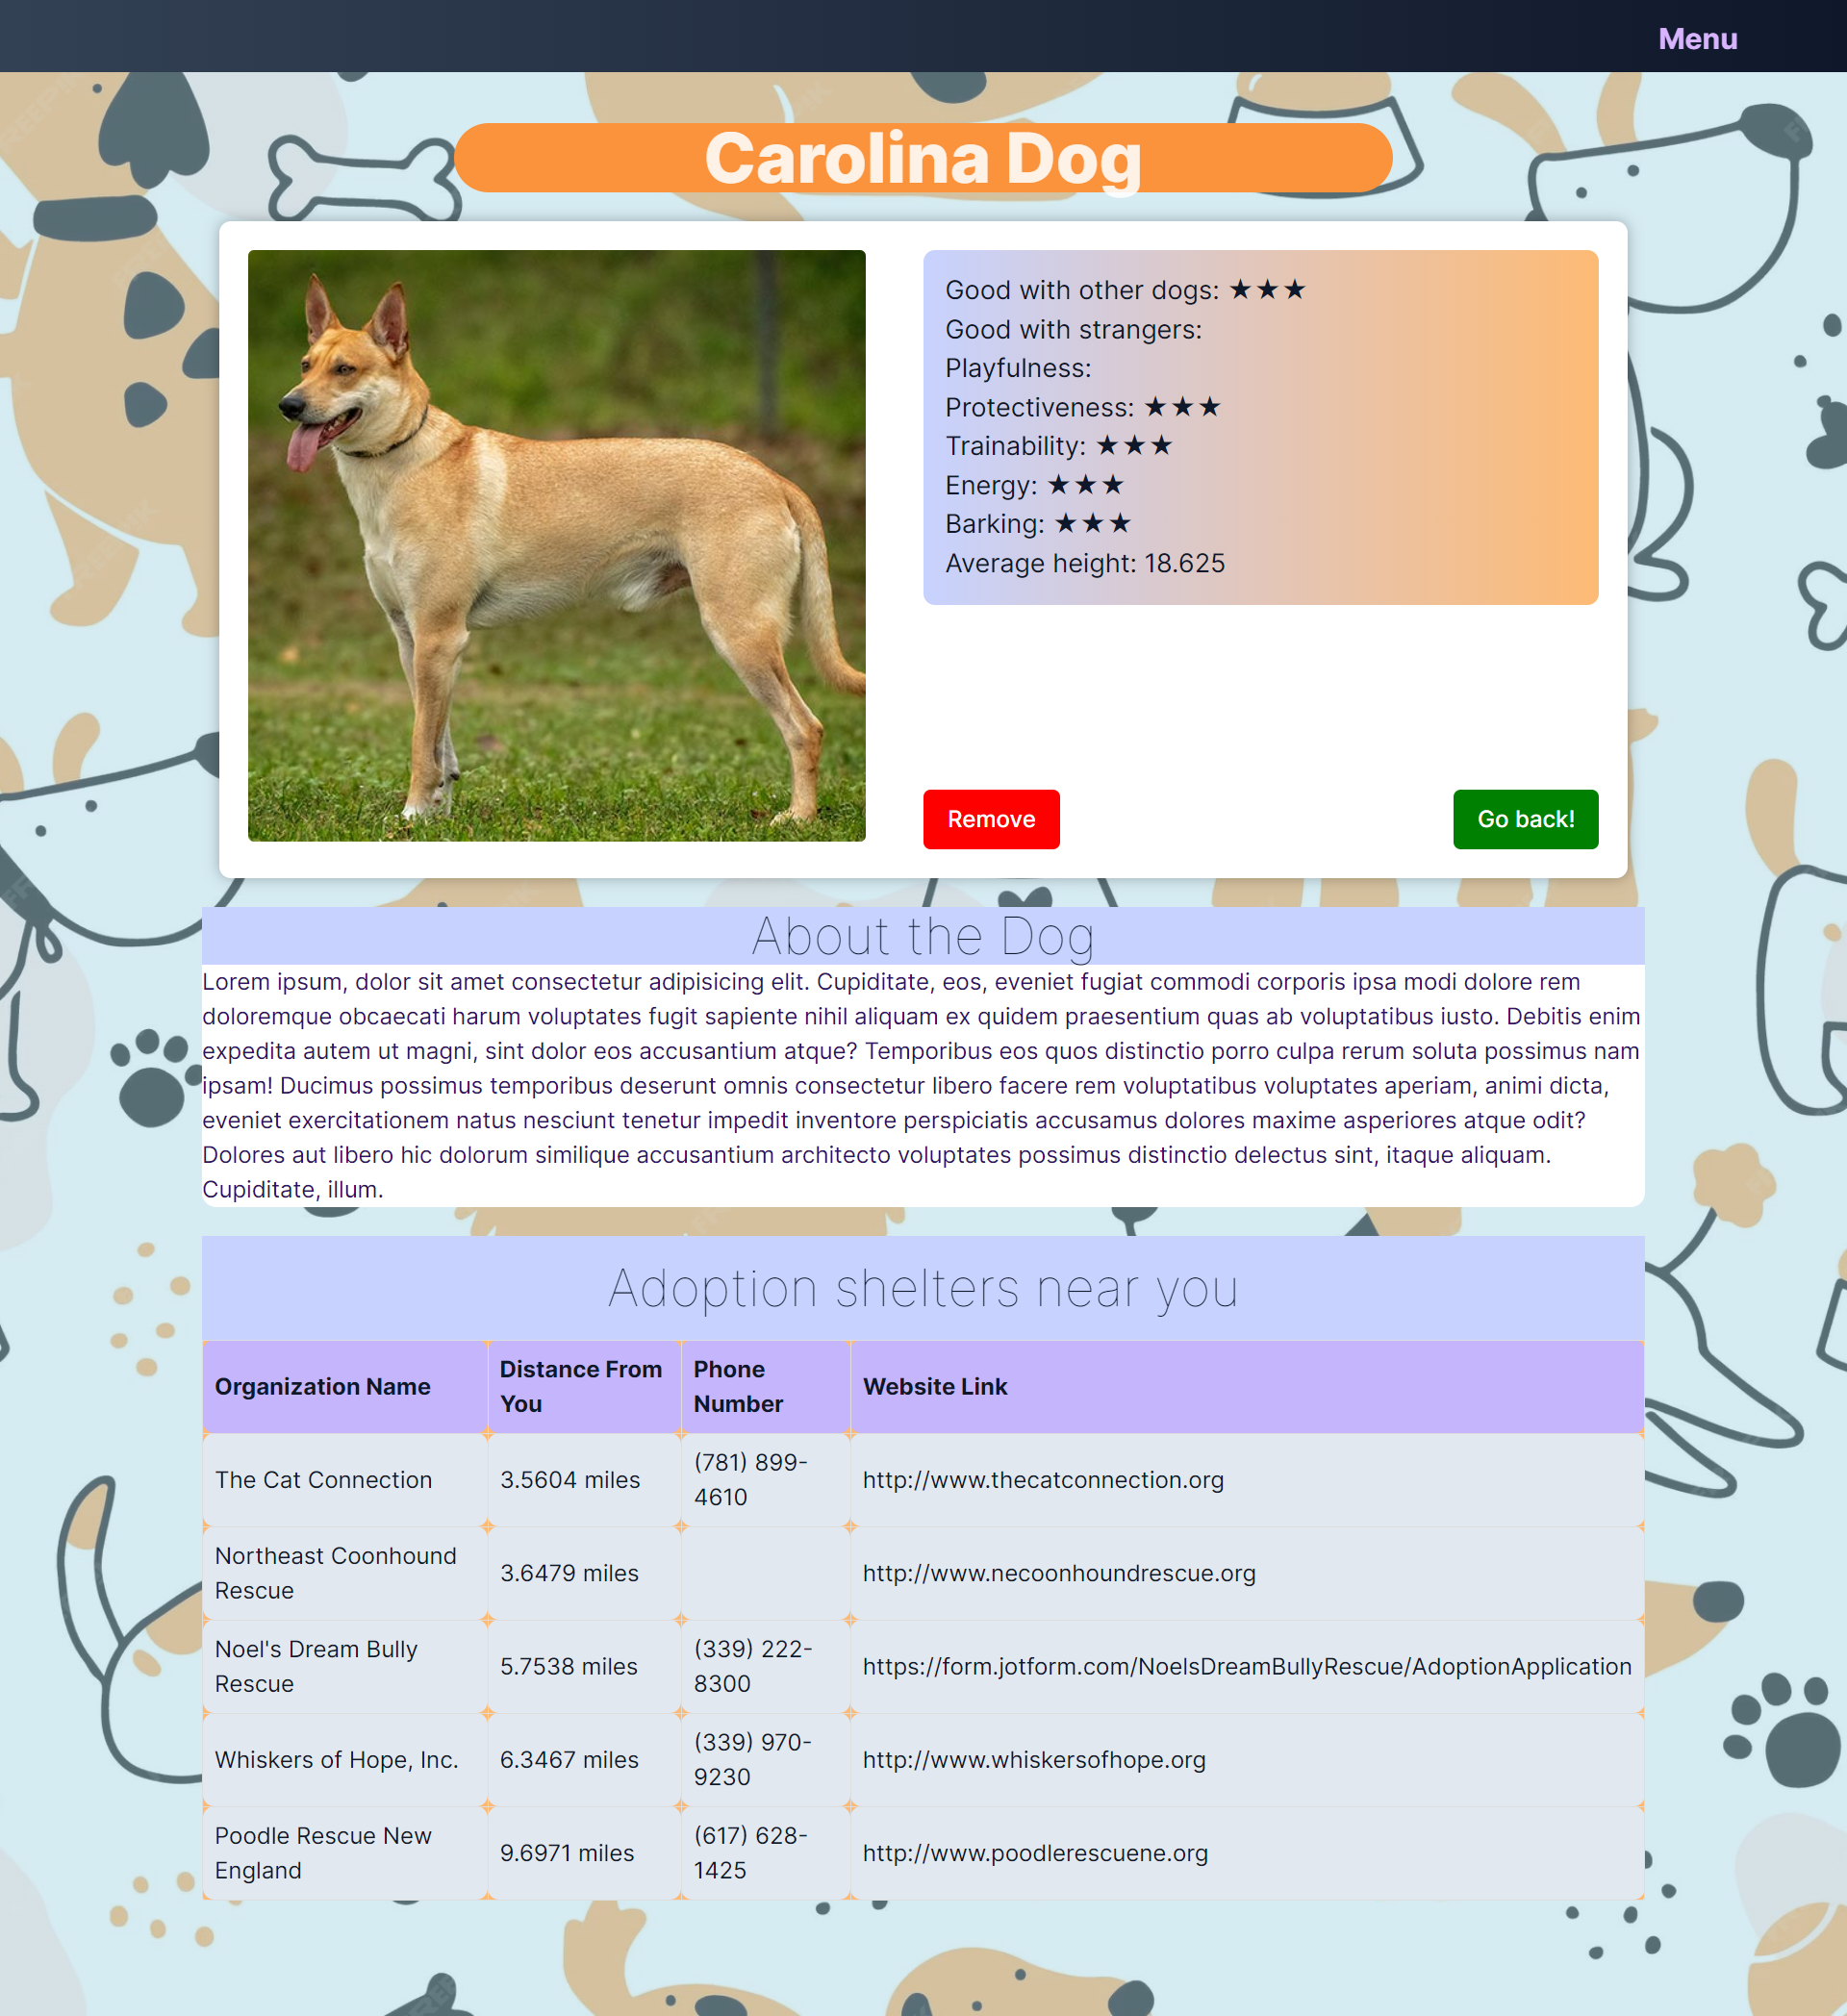 Menu
Carolina Dog
Good with other dogs: ★★★
Good with strangers:
Playfulness:
Protectiveness: ★★★
Trainability: ★★★
Energy: ★★★
Barking: ★★★
Average height: 18.625
Remove
Go back!
About the Dog
Lorem ipsum, dolor sit amet consectetur adipisicing elit. Cupiditate, eos, eveniet fugiat commodi corporis ipsa modi dolore rem
doloremque obcaecati harum voluptates fugit sapiente nihil aliquam ex quidem praesentium quas ab voluptatibus iusto. Debitis enim
expedita autem ut magni, sint dolor eos accusantium atque? Temporibus eos quos distinctio porro culpa rerum soluta possimus nam
ipsam! Ducimus possimus temporibus deserunt omnis consectetur libero facere rem voluptatibus voluptates aperiam, animi dicta,
eveniet exercitationem natus nesciunt tenetur impedit inventore perspiciatis accusamus dolores maxime asperiores atque odit?
Dolores aut libero hic dolorum similique accusantium architecto voluptates possimus distinctio delectus sint, itaque aliquam.
Cupiditate, illum.
Adoption shelters near you
Organization Name
Distance From
You
Phone
Number
Website Link
The Cat Connection
3.5604 miles
(781) 899-
4610
http://www.thecatconnection.org
Northeast Coonhound
Rescue
3.6479 miles
http://www.necoonhoundrescue.org
Noel's Dream Bully
Rescue
5.7538 miles
(339) 222-
8300
https://form.jotform.com/NoelsDreamBullyRescue/AdoptionApplication
Whiskers of Hope, Inc.
6.3467 miles
(339) 970-
9230
http://www.whiskersofhope.org
Poodle Rescue New
England
9.6971 miles
(617) 628-
1425
http://www.poodlerescuene.org